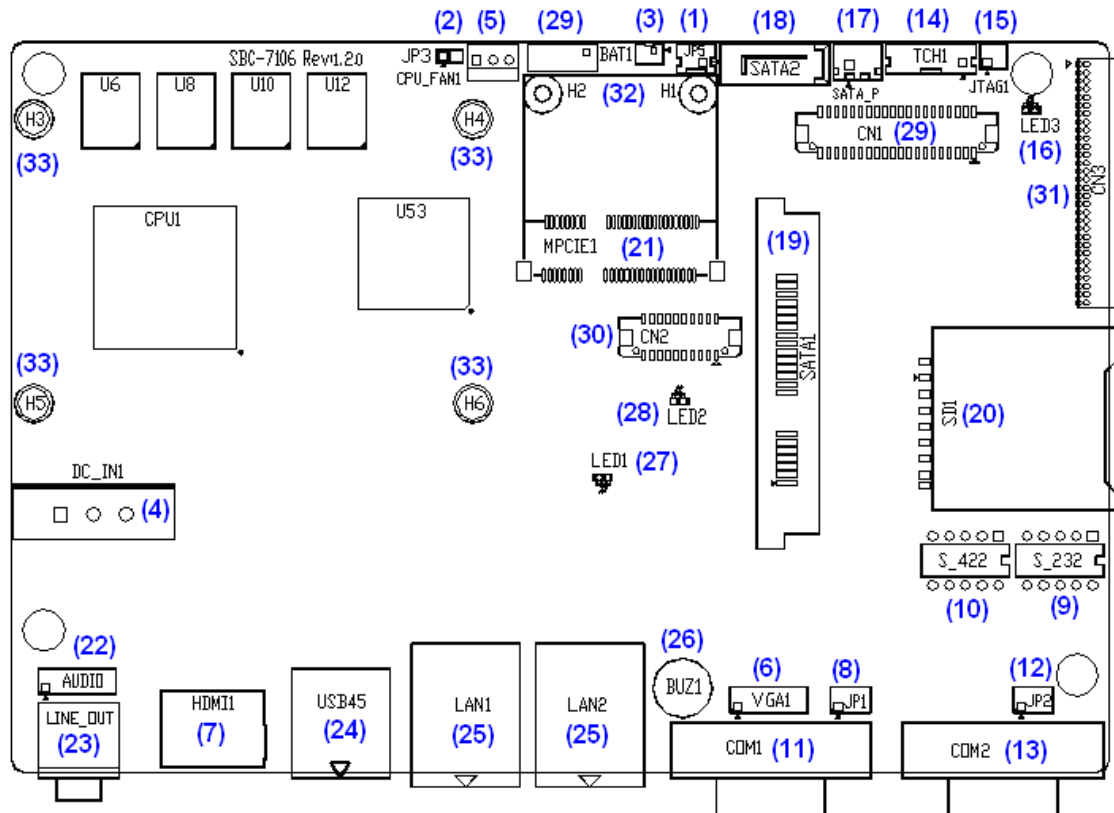 (2) (5) (29) (3) (1) (18) (17) (14) (15)
SBC-7106 Rev:1.20 JP3 BAT1 JP5 SATA2 TCH1
CPU_FAN1 SATA_P JTAG1
U6 U8 U10 U12 H2 (32) H1
H3 H4 CN1 (29) LED3
(33) (33) (16)
CN3
(31)
CPU1 U53
MPCIE1 (21) (19)
(30) CN2
SATA1
(33) (33)
H5 H6 (28) LED2 SD1 (20)
LED1 (27)
DC_IN1
(4)
S_422 S_232
(10) (9)
(22) (26) (6) (8) (12)
AUDIO BUZ1 VGA1 JP1 JP2
LINE_OUT HDMI1 USB45 LAN1 LAN2
(23) (7) (24) (25) (25) COM1 (11) COM2 (13)